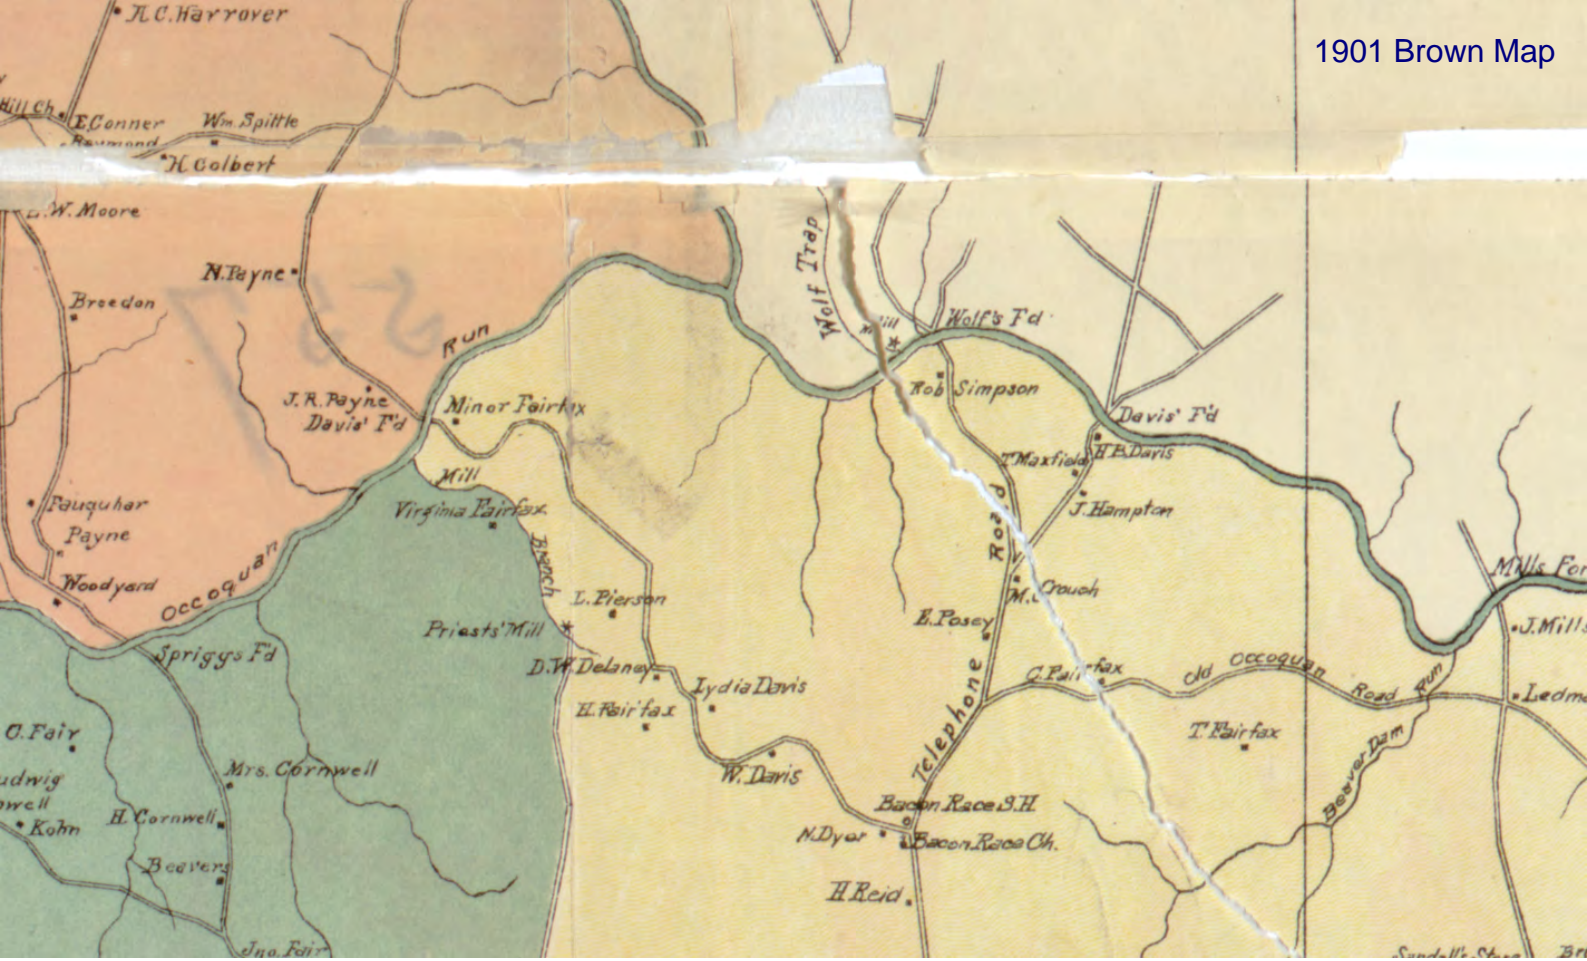 1901 Brown Map
A.C. Harrover
Hill Ch.
E. Conner
Raymond
Wm. Spittle
H. Colbert
W. Moore
N. Payne
Breedon
537
Wolf Trap
Mill
Wolf's Fd
Run
J.R. Payne
Davis' F'd
Minor Fairfax
Rob Simpson
Davis' F'd
H.B. Davis
T. Maxfield
J. Hampton
Mill
Virginia Fairfax
Branch
Fauquhar
Payne
Woodyard
Occoquan
Road
Mills For
M. Crouch
L. Pierson
E. Posey
J. Mills
Priests' Mill
Spriggs Fd
D.W. Delaney
Lydia Davis
H. Fairfax
C. Fairfax
Old Occoquan Road
Run
Ledm
Telephone
T. Fairfax
Beaver Dam
C. Fair
udwig
well
Kohn
Mrs. Cornwell
H. Cornwell
Beavers
W. Davis
Bacon Race S.H
N. Dyer
Bacon Race Ch.
H Reid
Jno. Fair